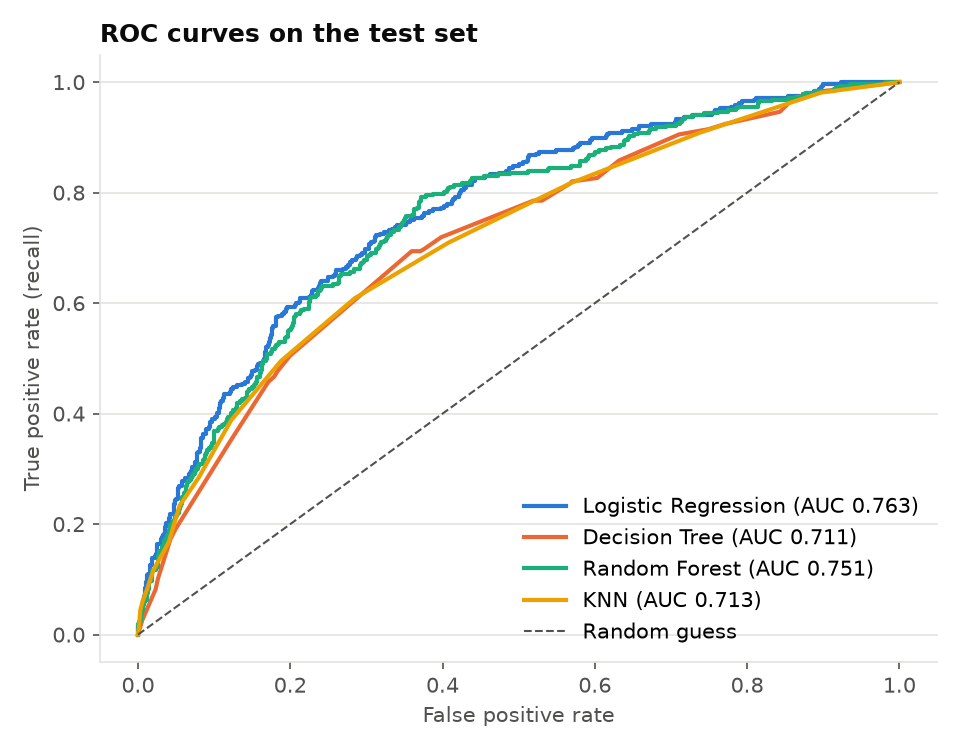 ROC curves on the test set
True positive rate (recall)
1.0
0.8
0.6
0.4
0.2
0.0
Logistic Regression (AUC 0.763)
Decision Tree (AUC 0.711)
Random Forest (AUC 0.751)
KNN (AUC 0.713)
Random guess
0.0 0.2 0.4 0.6 0.8 1.0
False positive rate